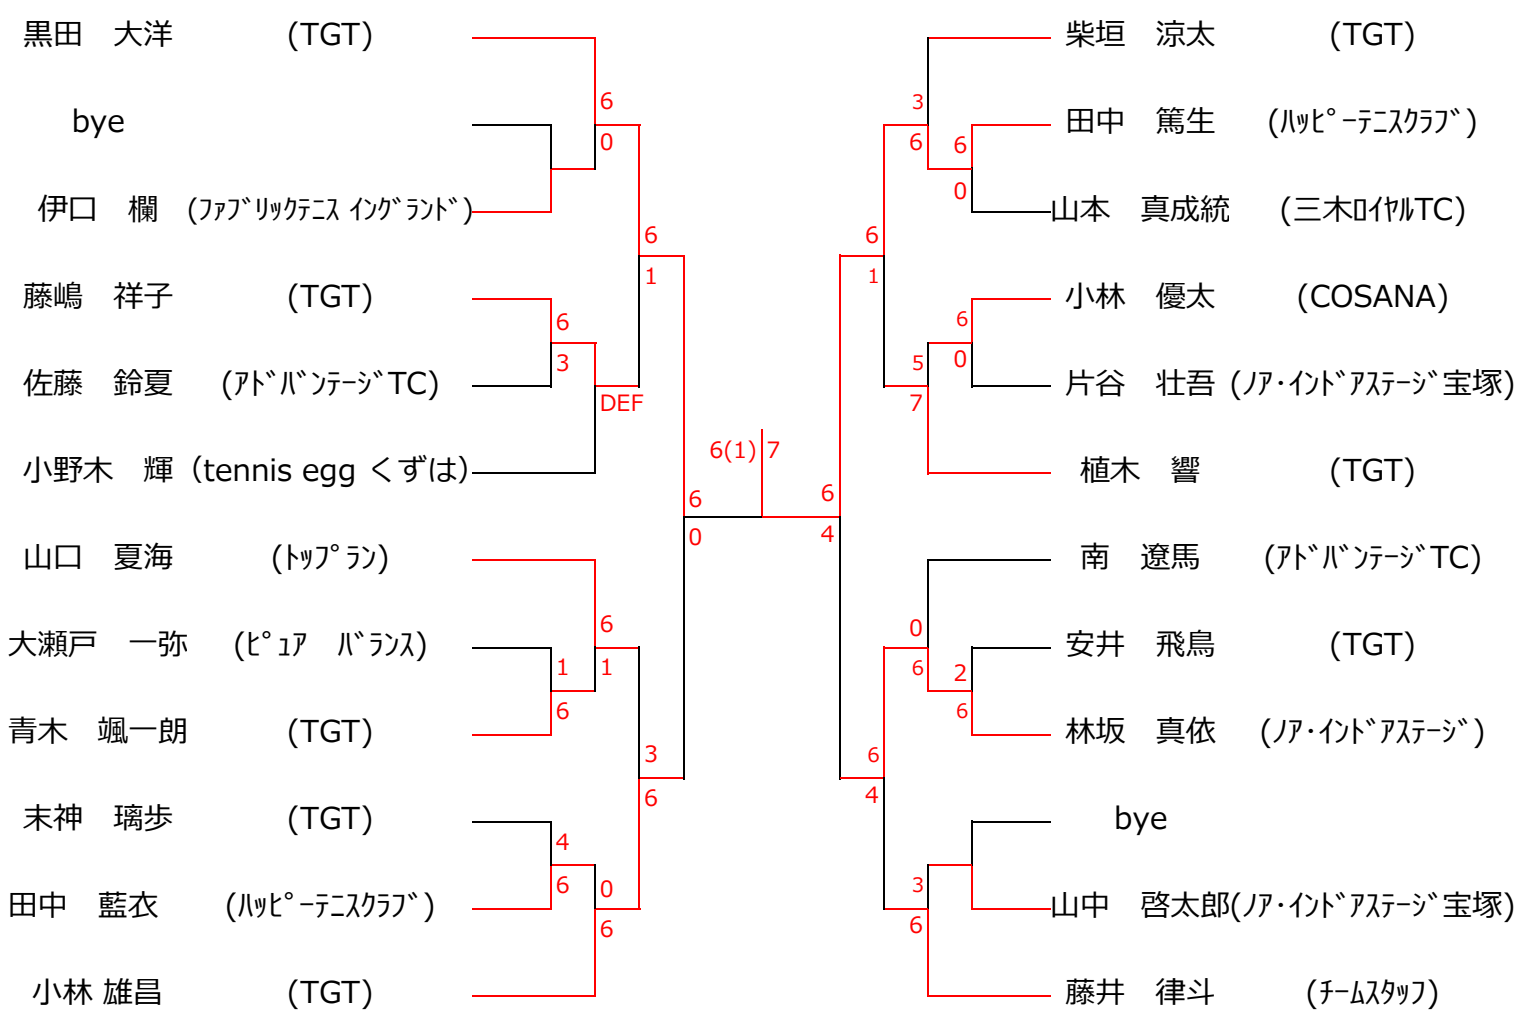 黒田　大洋 (TGT)
bye
伊口　欄 (ﾌｧﾌﾞﾘｯｸﾃﾆｽ ｲﾝｸﾞﾗﾝﾄﾞ)
藤嶋　祥子 (TGT)
佐藤　鈴夏 (ｱﾄﾞﾊﾞﾝﾃｰｼﾞTC)
小野木　輝 (tennis egg くずは)
山口　夏海 (ﾄｯﾌﾟﾗﾝ)
大瀬戸　一弥 (ﾋﾟｭｱ　ﾊﾞﾗﾝｽ)
青木　颯一朗 (TGT)
末神　璃歩 (TGT)
田中　藍衣 (ﾊｯﾋﾟｰﾃﾆｽｸﾗﾌﾞ)
小林 雄昌 (TGT)
6
0
6
1
6
3
DEF
6
0
6
1
1
6
3
6
4
6
0
6
6(1) 7
柴垣　涼太 (TGT)
田中　篤生 (ﾊｯﾋﾟｰﾃﾆｽｸﾗﾌﾞ)
山本　真成統 (三木ﾛｲﾔﾙTC)
小林　優太 (COSANA)
片谷　壮吾 (ﾉｱ･ｲﾝﾄﾞｱｽﾃｰｼﾞ宝塚)
植木　響 (TGT)
南　遼馬 (ｱﾄﾞﾊﾞﾝﾃｰｼﾞTC)
安井　飛鳥 (TGT)
林坂　真依 (ﾉｱ･ｲﾝﾄﾞｱｽﾃｰｼﾞ)
bye
山中　啓太郎 (ﾉｱ･ｲﾝﾄﾞｱｽﾃｰｼﾞ宝塚)
藤井　律斗 (ﾁｰﾑｽﾀｯﾌ)
3
6
6
0
6
1
6
0
5
7
6
4
0
6
2
6
6
4
3
6